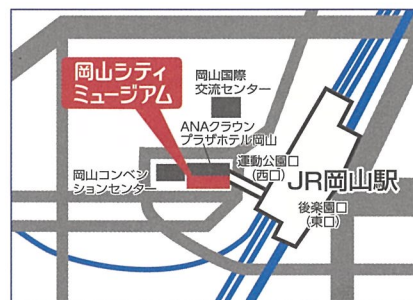 岡山シティ
ミュージアム
岡山国際
交流センター
ANAクラウン
プラザホテル岡山
運動公園口
(西口)
岡山コンベン
ションセンター
JR岡山駅
後楽園口
(東口)